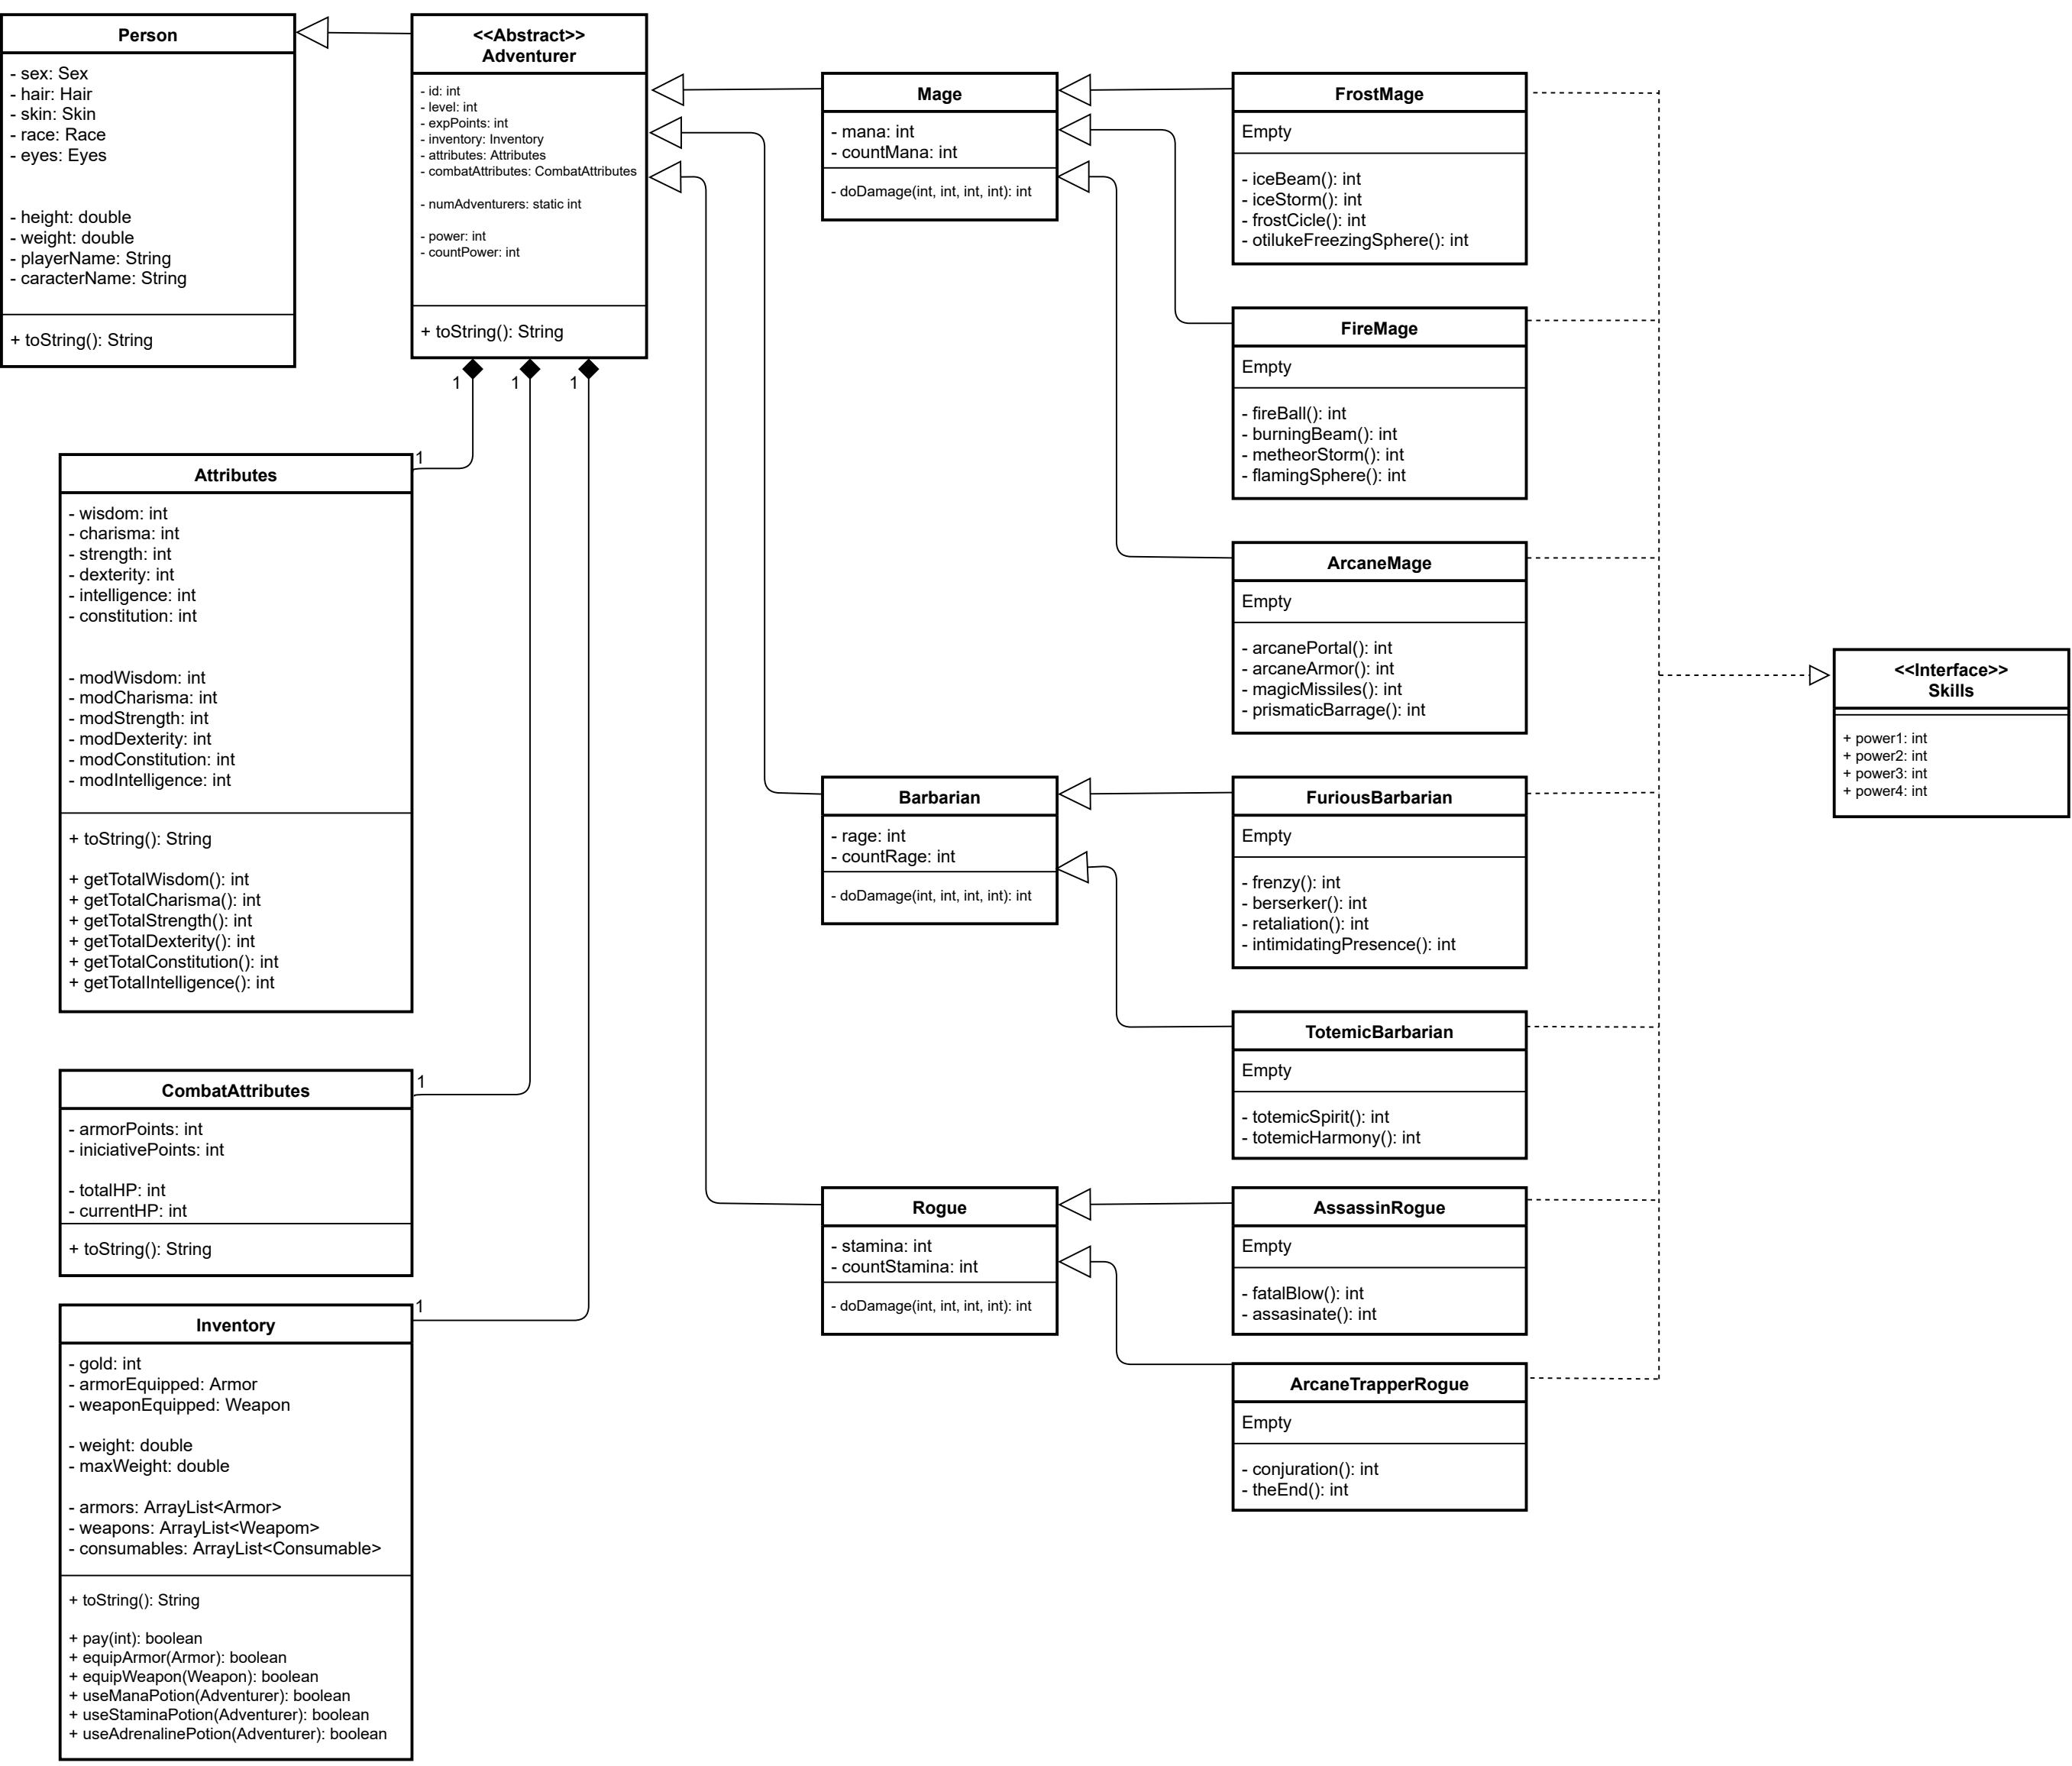 Person
- sex: Sex
- hair: Hair
- skin: Skin
- race: Race
- eyes: Eyes
- height: double
- weight: double
- playerName: String
- caracterName: String
+ toString(): String
<<Abstract>>
Adventurer
- id: int
- level: int
- expPoints: int
- inventory: Inventory
- attributes: Attributes
- combatAttributes: CombatAttributes
- numAdventurers: static int
- power: int
- countPower: int
+ toString(): String
1
1
1
Attributes
1
- wisdom: int
- charisma: int
- strength: int
- dexterity: int
- intelligence: int
- constitution: int
- modWisdom: int
- modCharisma: int
- modStrength: int
- modDexterity: int
- modConstitution: int
- modIntelligence: int
+ toString(): String
+ getTotalWisdom(): int
+ getTotalCharisma(): int
+ getTotalStrength(): int
+ getTotalDexterity(): int
+ getTotalConstitution(): int
+ getTotalIntelligence(): int
CombatAttributes
1
- armorPoints: int
- iniciativePoints: int
- totalHP: int
- currentHP: int
+ toString(): String
Inventory
1
- gold: int
- armorEquipped: Armor
- weaponEquipped: Weapon
- weight: double
- maxWeight: double
- armors: ArrayList<Armor>
- weapons: ArrayList<Weapom>
- consumables: ArrayList<Consumable>
+ toString(): String
+ pay(int): boolean
+ equipArmor(Armor): boolean
+ equipWeapon(Weapon): boolean
+ useManaPotion(Adventurer): boolean
+ useStaminaPotion(Adventurer): boolean
+ useAdrenalinePotion(Adventurer): boolean
Mage
- mana: int
- countMana: int
- doDamage(int, int, int, int): int
Barbarian
- rage: int
- countRage: int
- doDamage(int, int, int, int): int
Rogue
- stamina: int
- countStamina: int
- doDamage(int, int, int, int): int
FrostMage
Empty
- iceBeam(): int
- iceStorm(): int
- frostCicle(): int
- otilukeFreezingSphere(): int
FireMage
Empty
- fireBall(): int
- burningBeam(): int
- metheorStorm(): int
- flamingSphere(): int
ArcaneMage
Empty
- arcanePortal(): int
- arcaneArmor(): int
- magicMissiles(): int
- prismaticBarrage(): int
FuriousBarbarian
Empty
- frenzy(): int
- berserker(): int
- retaliation(): int
- intimidatingPresence(): int
TotemicBarbarian
Empty
- totemicSpirit(): int
- totemicHarmony(): int
AssassinRogue
Empty
- fatalBlow(): int
- assasinate(): int
ArcaneTrapperRogue
Empty
- conjuration(): int
- theEnd(): int
<<Interface>>
Skills
+ power1: int
+ power2: int
+ power3: int
+ power4: int